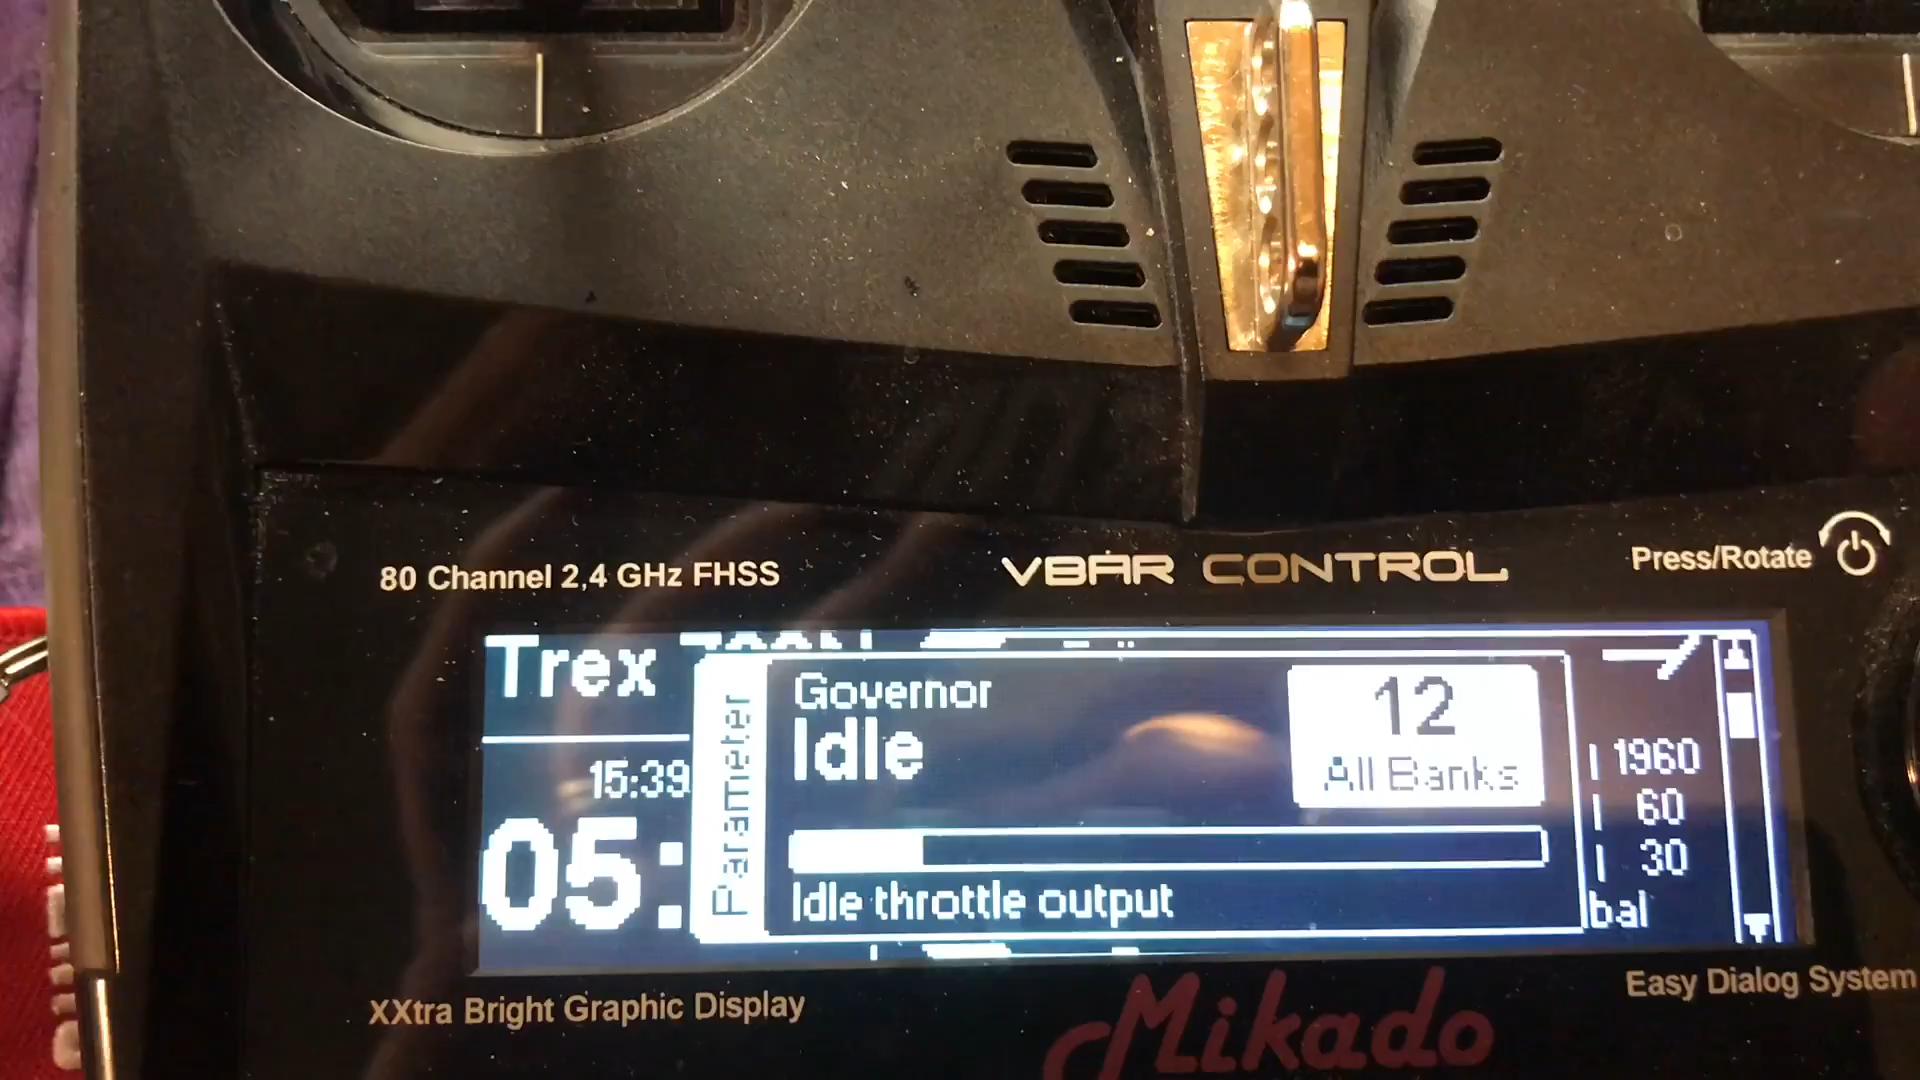 80 Channel 2,4 GHz FHSS
VBAR CONTROL
Press/Rotate
Trex
Parameter
Governor
Idle
12
All Banks
15:39
05:
1960
60
30
bal
Idle throttle output
XXtra Bright Graphic Display
Mikado
Easy Dialog System